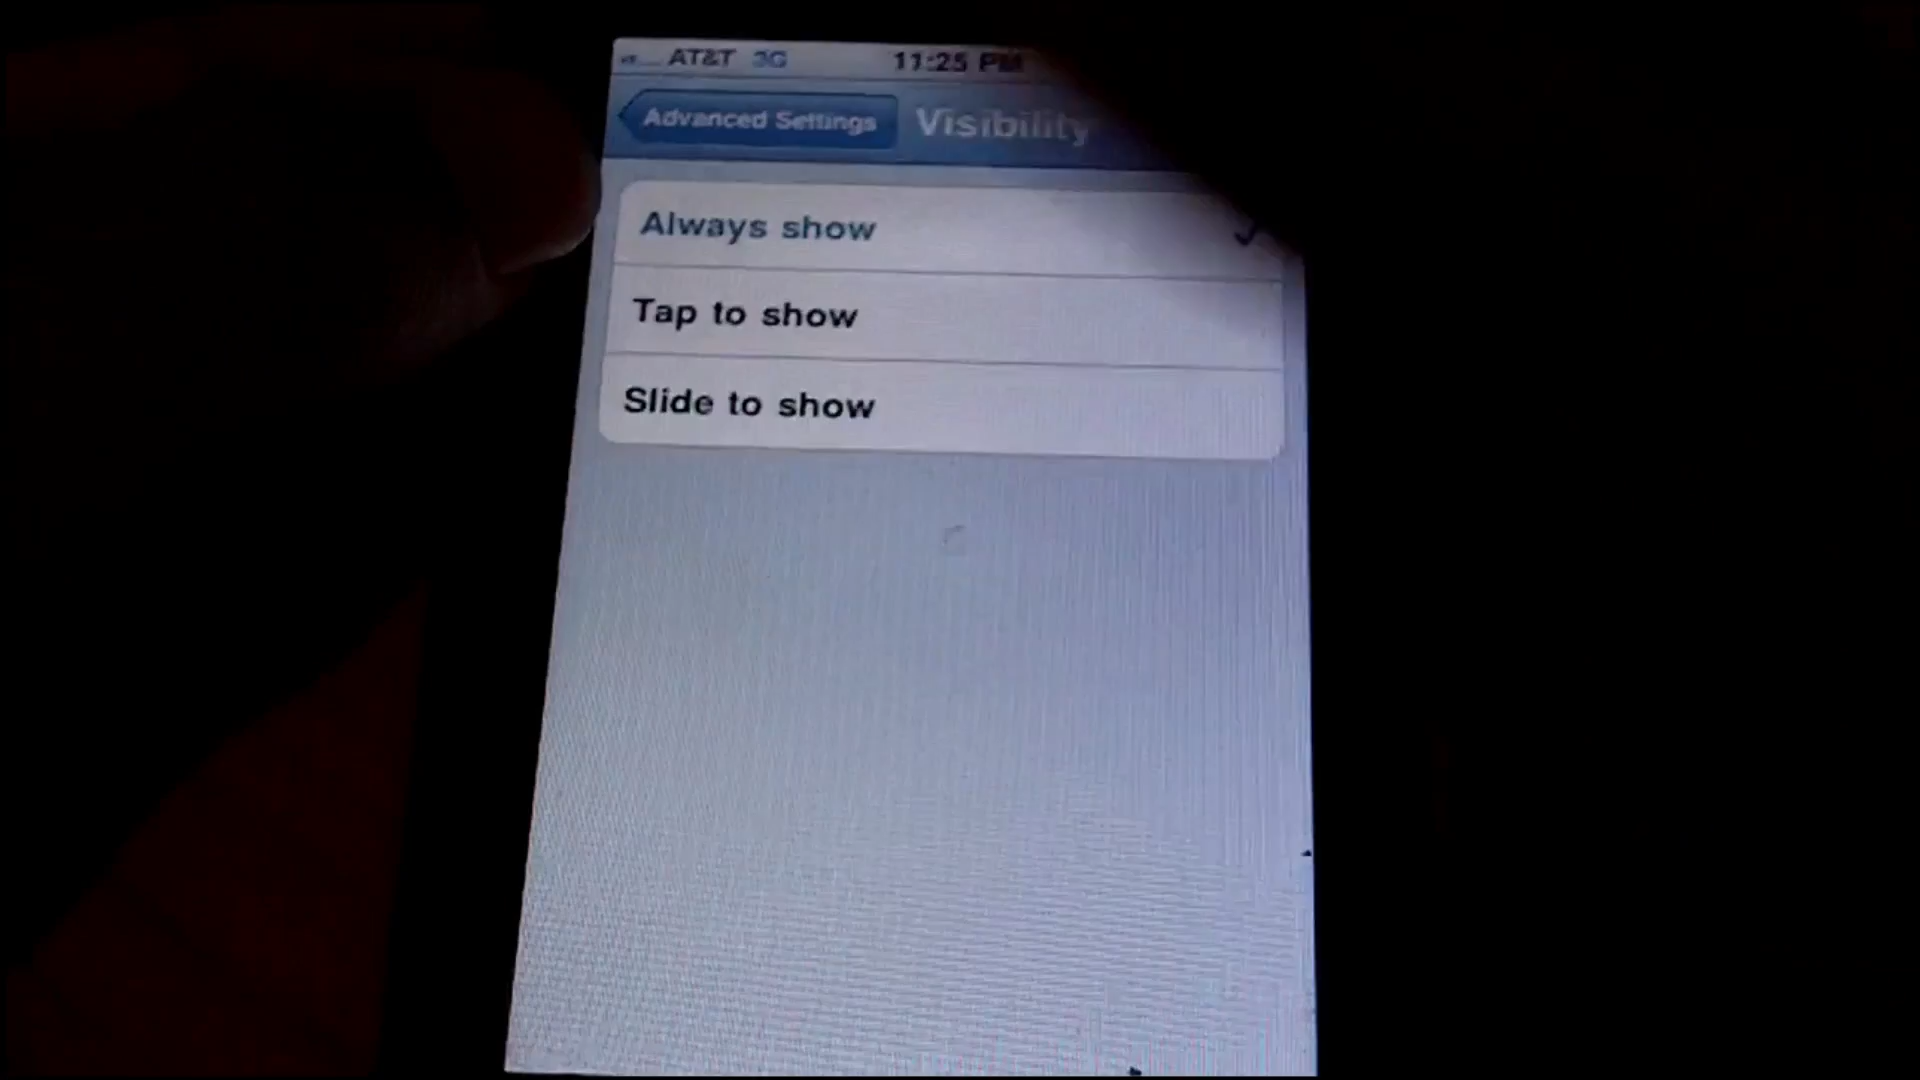 AT&T 3G 11:25 PM
Advanced Settings Visibility
Always show
Tap to show
Slide to show